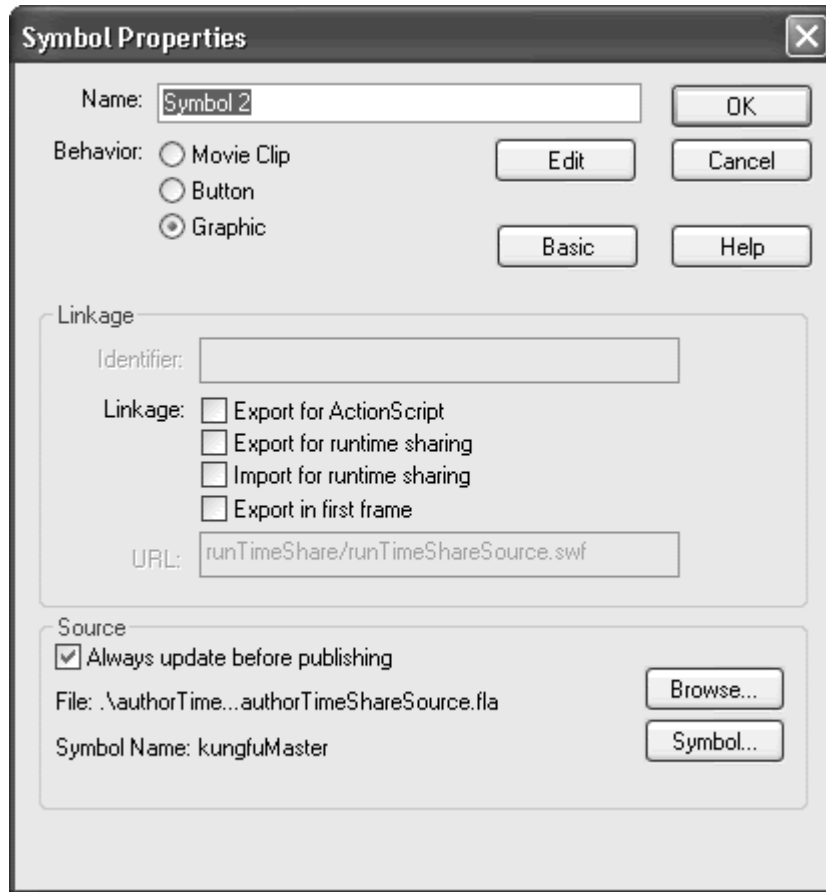 Symbol Properties
Name: Symbol 2 OK
Behavior: Movie Clip Edit Cancel
Button
Graphic Basic Help
Linkage
Identifier:
Linkage: Export for ActionScript
Export for runtime sharing
Import for runtime sharing
Export in first frame
URL: runTimeShare/runTimeShareSource.swf
Source
Always update before publishing
File: .\authorTime...authorTimeShareSource.fla Browse...
Symbol Name: kungfuMaster Symbol...